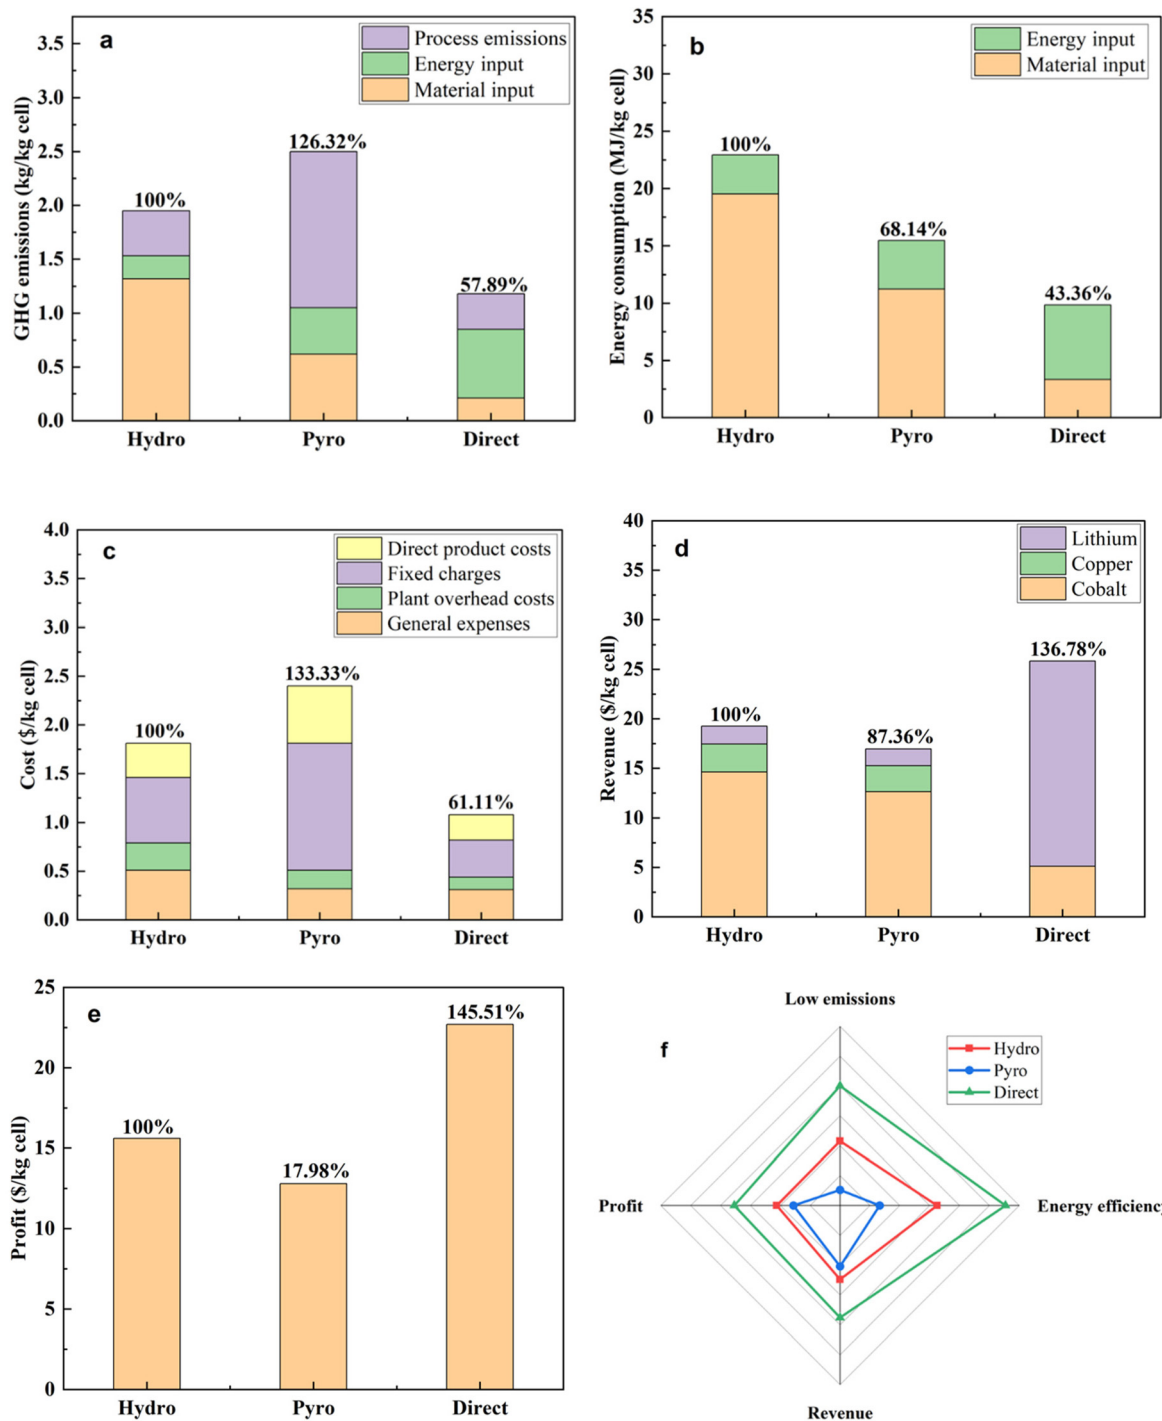 a
Process emissions
Energy input
Material input
GHG emissions (kg/kg cell)
3.5
3.0
2.5
2.0
1.5
1.0
0.5
0.0
100%
126.32%
57.89%
Hydro Pyro Direct
b
Energy input
Material input
Energy consumption (MJ/kg cell)
35
30
25
20
15
10
5
0
100%
68.14%
43.36%
Hydro Pyro Direct
c
Direct product costs
Fixed charges
Plant overhead costs
General expenses
Cost ($/kg cell)
4.0
3.5
3.0
2.5
2.0
1.5
1.0
0.5
0.0
100%
133.33%
61.11%
Hydro Pyro Direct
d
Lithium
Copper
Cobalt
Revenue ($/kg cell)
40
35
30
25
20
15
10
5
0
100%
87.36%
136.78%
Hydro Pyro Direct
e
Profit ($/kg cell)
25
20
15
10
5
0
100%
17.98%
145.51%
Hydro Pyro Direct
f
Low emissions
Hydro
Pyro
Direct
Profit
Energy efficiency
Revenue